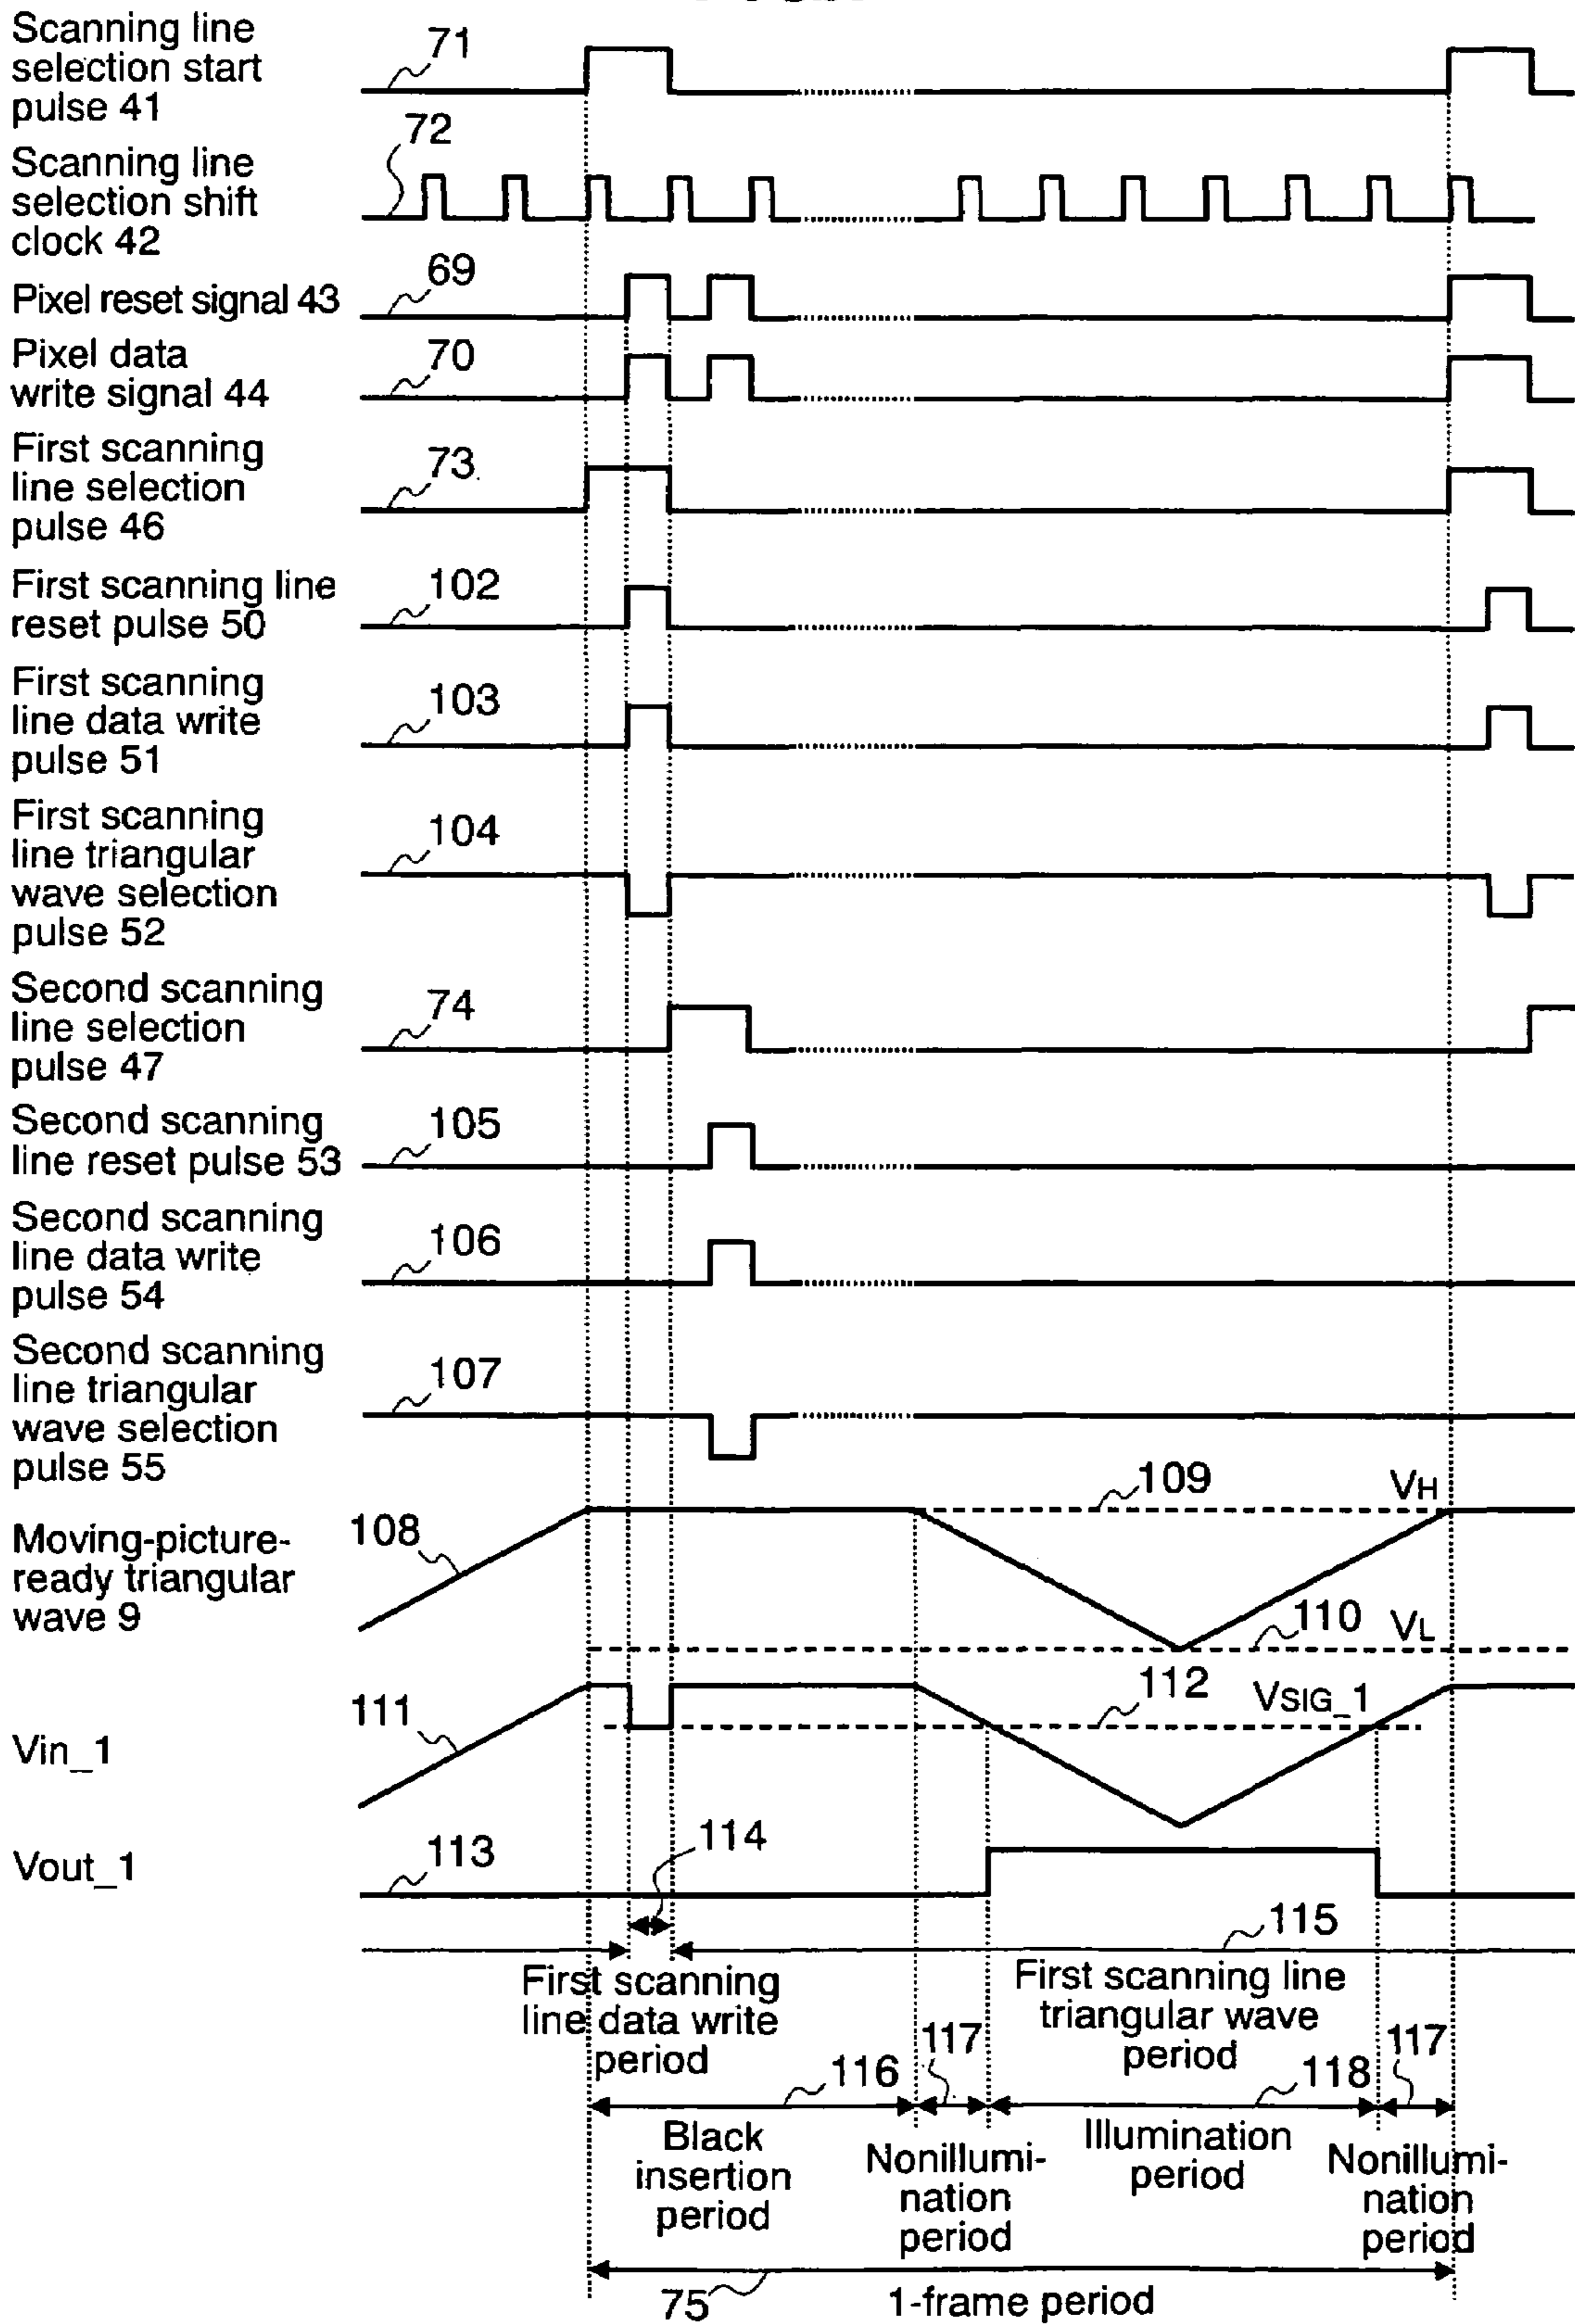 Scanning line
selection start
pulse 41
71
Scanning line
selection shift
clock 42
72
Pixel reset signal 43
69
Pixel data
write signal 44
70
First scanning
line selection
pulse 46
73
First scanning line
reset pulse 50
102
First scanning
line data write
pulse 51
103
First scanning
line triangular
wave selection
pulse 52
104
Second scanning
line selection
pulse 47
74
Second scanning
line reset pulse 53
105
Second scanning
line data write
pulse 54
106
Second scanning
line triangular
wave selection
pulse 55
107
Moving-picture-
ready triangular
wave 9
108
109
VH
110
VL
Vin_1
111
112
VSIG_1
Vout_1
113
114
115
First scanning
line data write
period
First scanning line
triangular wave
period
116
117
118
117
Black
insertion
period
Nonillumi-
nation
period
Illumination
period
Nonillumi-
nation
period
75
1-frame period